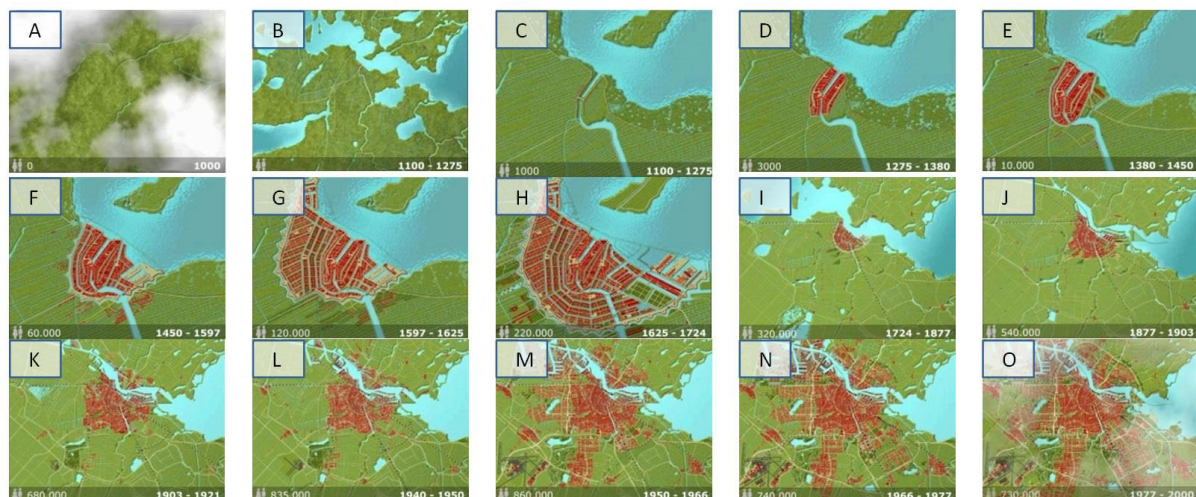 A
0 1000
B
1100 - 1275
C
1000 1100 - 1275
D
3000 1275 - 1380
E
10.000 1380 - 1450
F
60.000 1450 - 1597
G
120.000 1597 - 1625
H
220.000 1625 - 1724
I
320.000 1724 - 1877
J
540.000 1877 - 1903
K
680.000 1903 - 1921
L
835.000 1940 - 1950
M
860.000 1950 - 1966
N
740.000 1966 - 1977
O
730.000 1977 - 2000